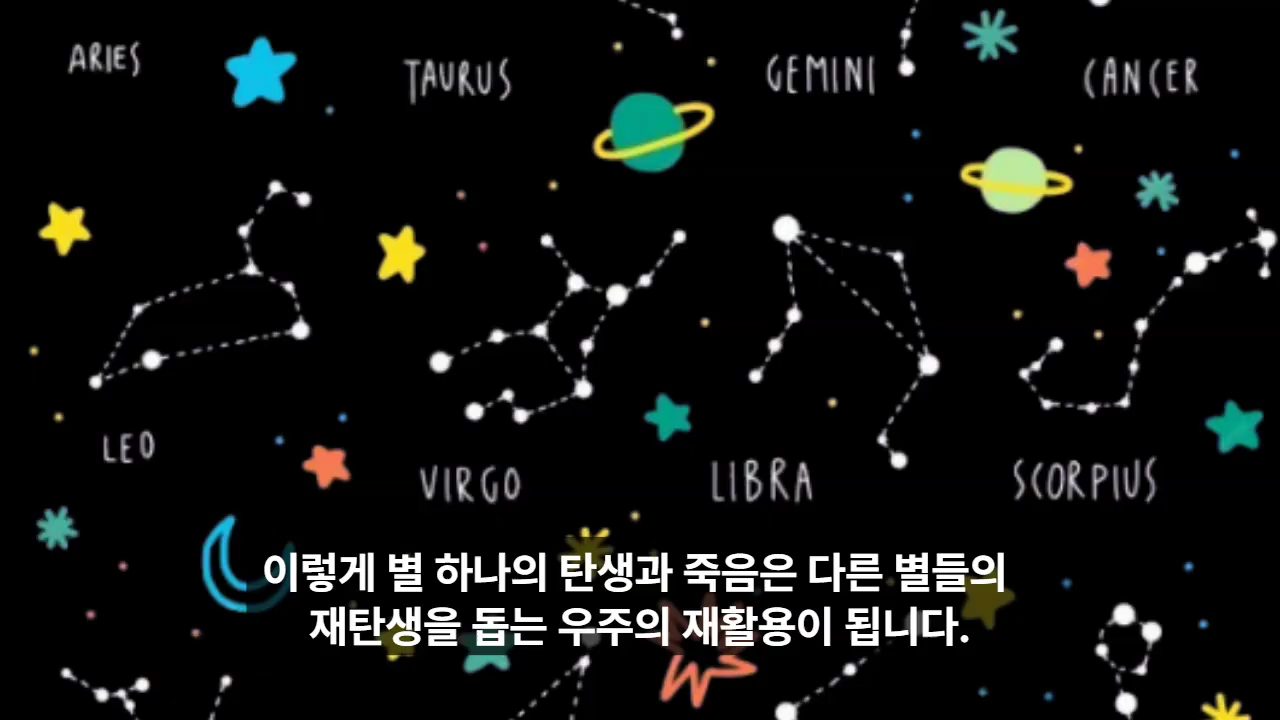 ARIES
TAURUS
GEMINI
CANCER
LEO
VIRGO
LIBRA
SCORPIUS
이렇게 별 하나의 탄생과 죽음은 다른 별들의
재탄생을 돕는 우주의 재활용이 됩니다.